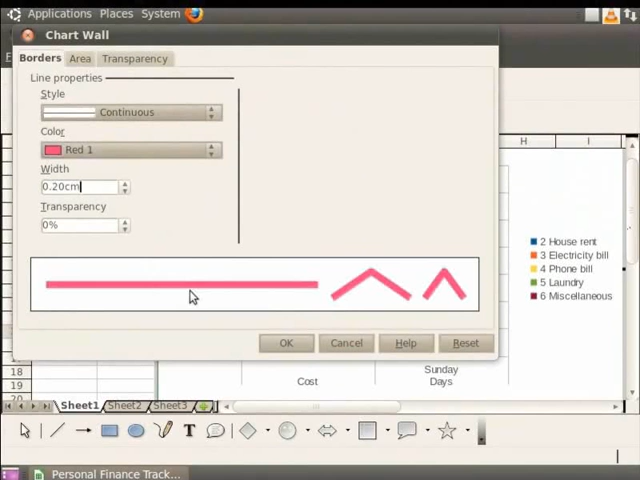 Applications Places System
Chart Wall
Borders Area Transparency
Line properties
Style
Continuous
Color
Red 1
Width
0.20cm
Transparency
0%
OK Cancel Help Reset
H I
2 House rent
3 Electricity bill
4 Phone bill
5 Laundry
6 Miscellaneous
18
19
20
Cost
Sunday
Days
Sheet1 Sheet2 Sheet3
T
Personal Finance Track...